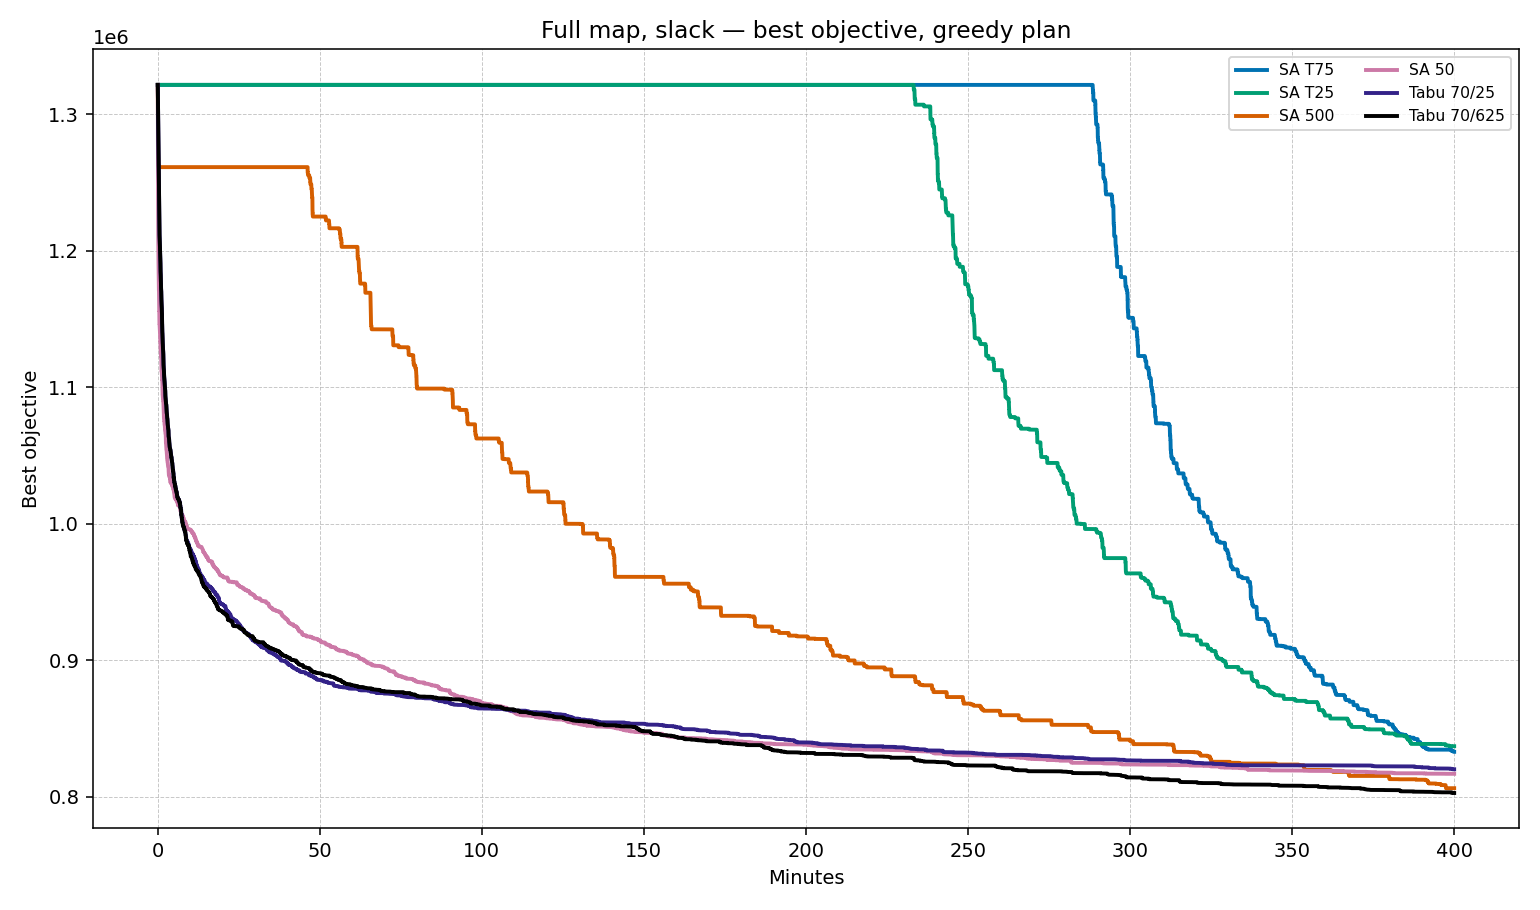 Full map, slack — best objective, greedy plan
1e6
SA T75
SA T25
SA 500
SA 50
Tabu 70/25
Tabu 70/625
Best objective
1.3
1.2
1.1
1.0
0.9
0.8
0 50 100 150 200 250 300 350 400
Minutes